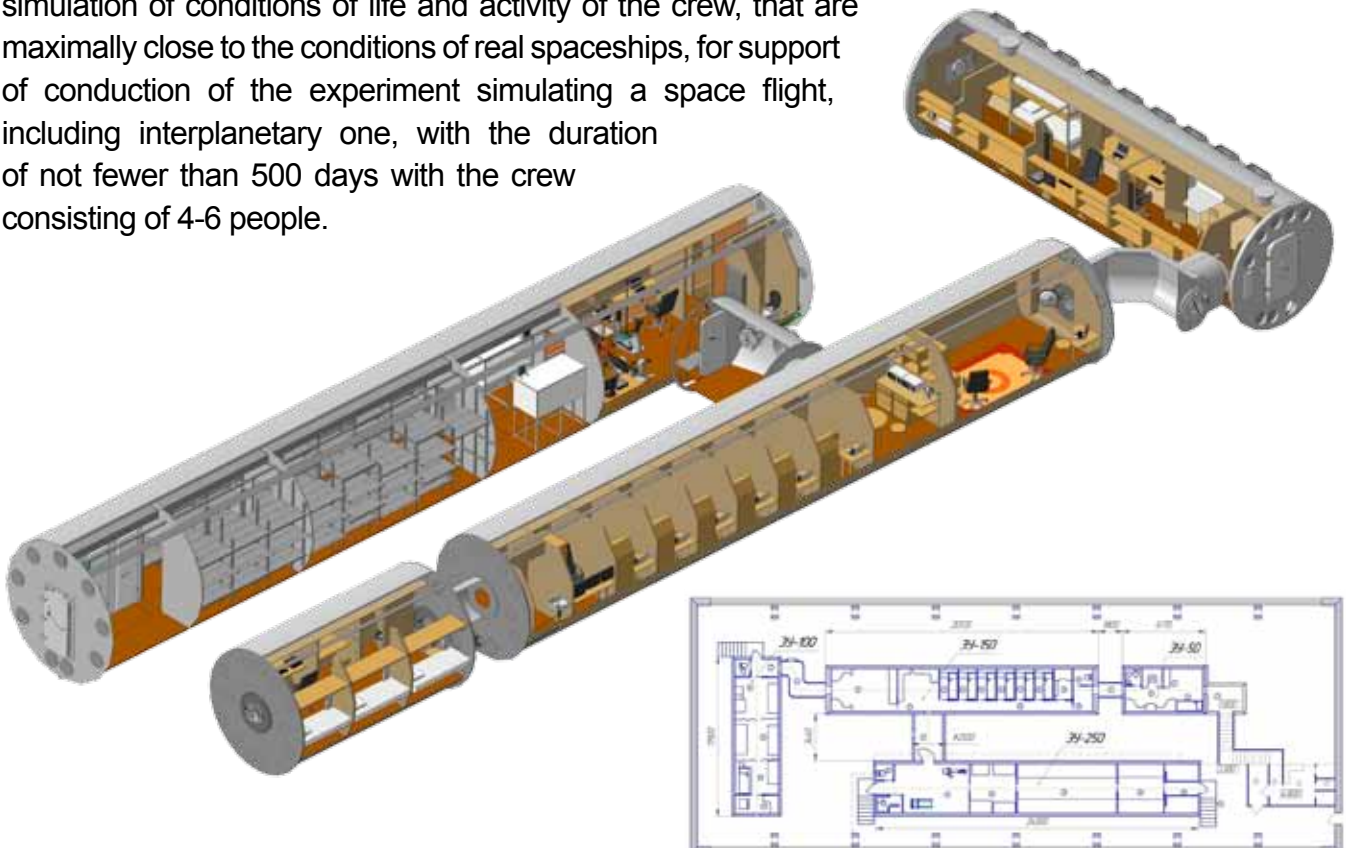 simulation of conditions of life and activity of the crew, that are
maximally close to the conditions of real spaceships, for support
of conduction of the experiment simulating a space flight,
including interplanetary one, with the duration
of not fewer than 500 days with the crew
consisting of 4-6 people.
ЭУ-100
ЭУ-150
ЭУ-50
ЭУ-250